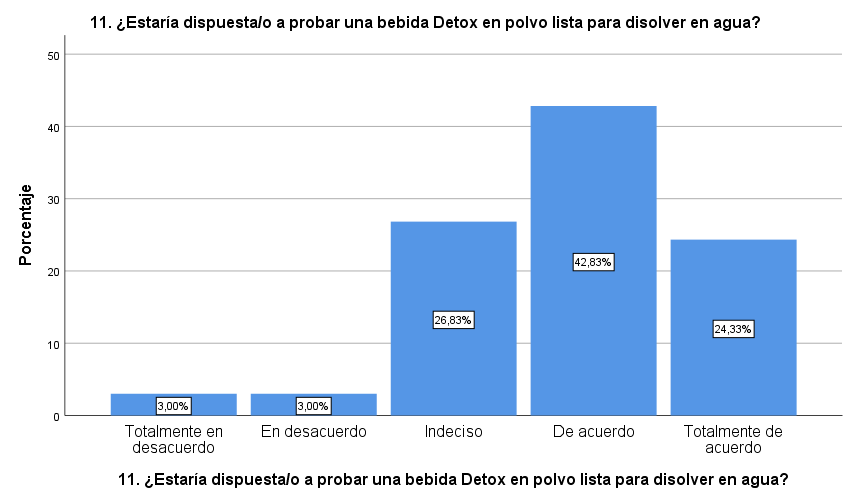 11. ¿Estaría dispuesta/o a probar una bebida Detox en polvo lista para disolver en agua?
50
40
30
20
10
0
Porcentaje
3,00%
3,00%
26,83%
42,83%
24,33%
Totalmente en
desacuerdo
En desacuerdo
Indeciso
De acuerdo
Totalmente de
acuerdo
11. ¿Estaría dispuesta/o a probar una bebida Detox en polvo lista para disolver en agua?